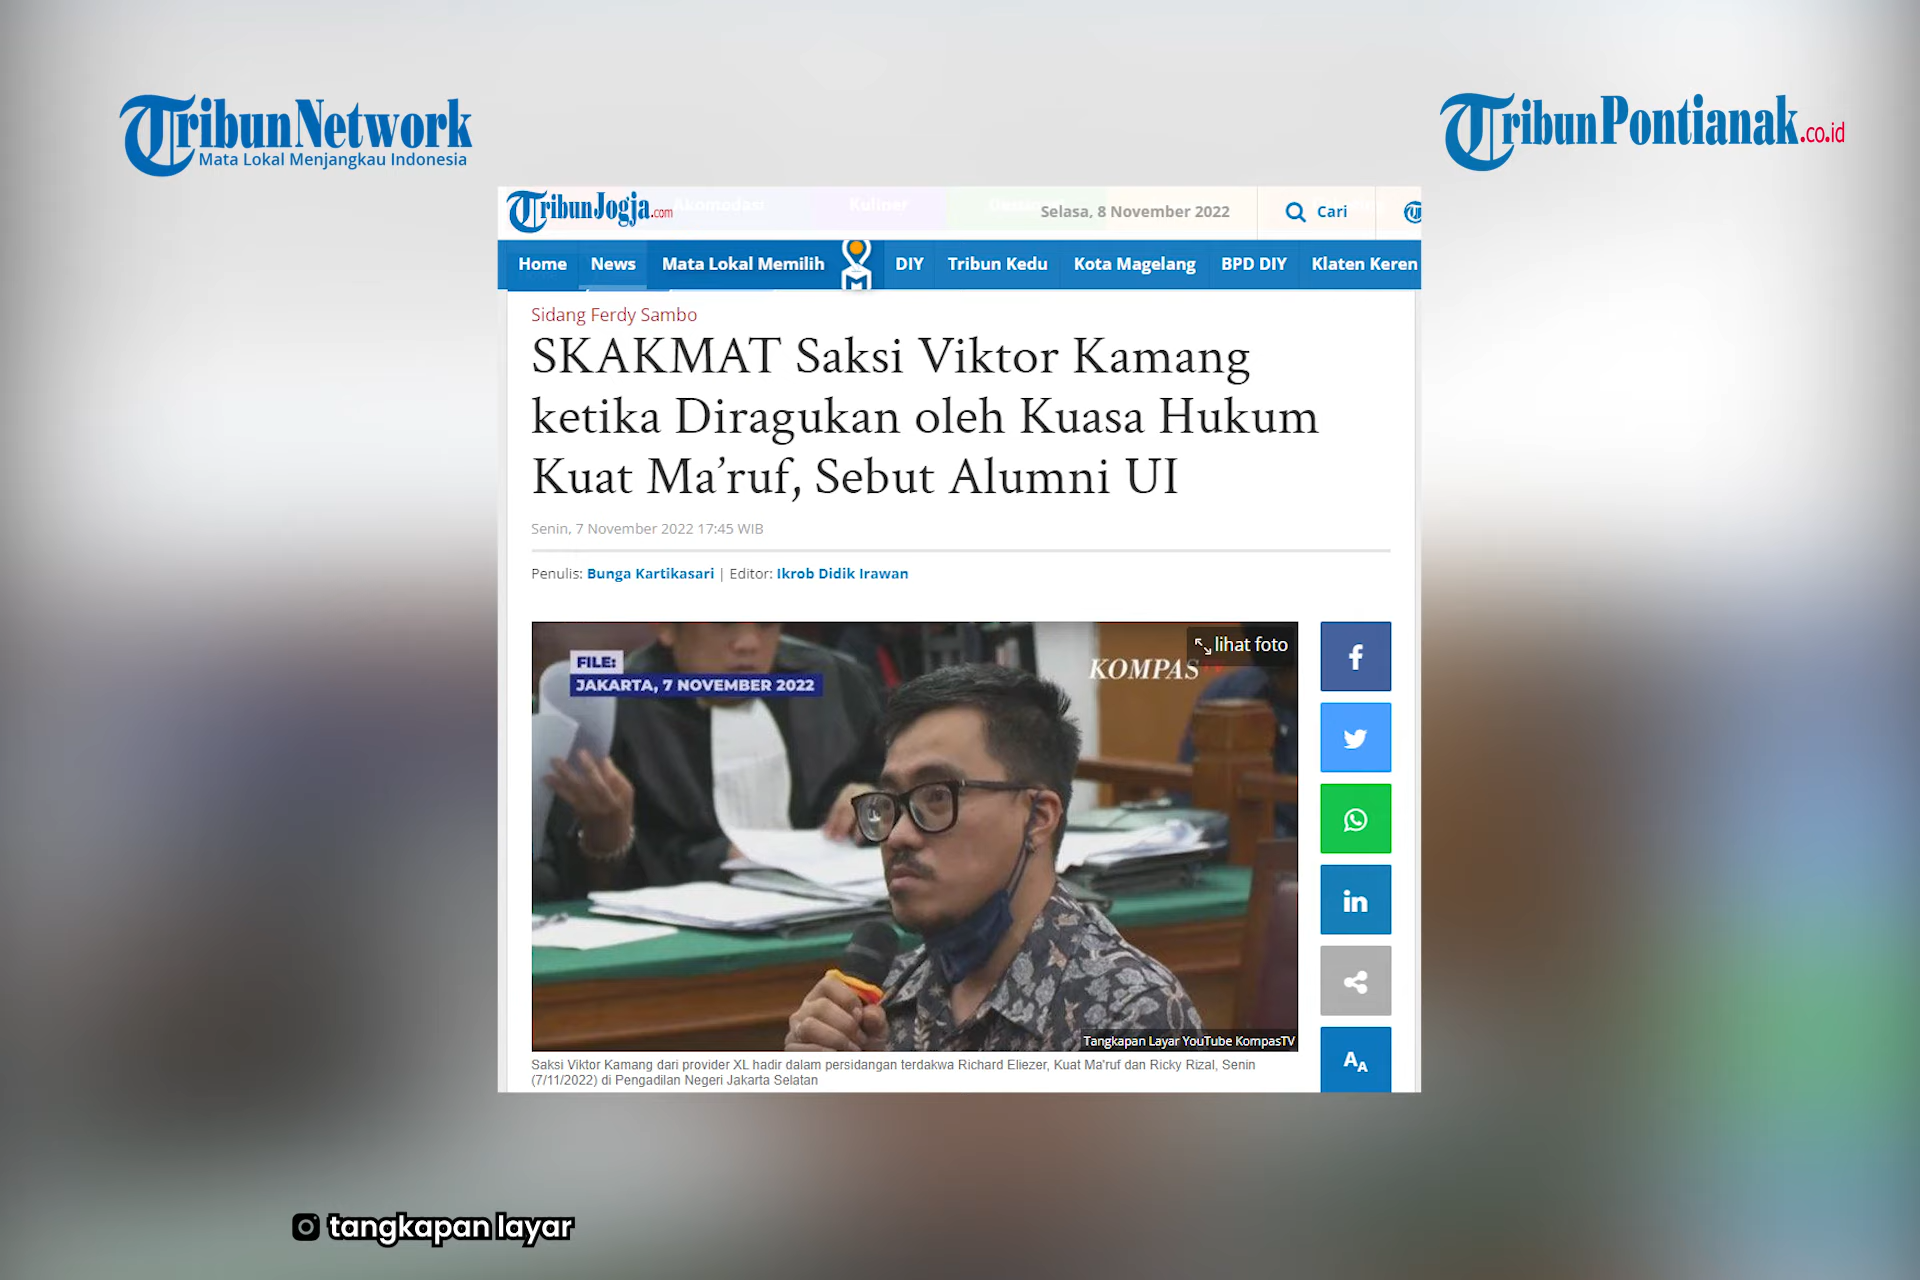 TribunNetwork
Mata Lokal Menjangkau Indonesia
TribunPontianak.co.id
TribunJogja.com
Akomodasi
Kuliner
Selasa, 8 November 2022
Cari
Home
News
Mata Lokal Memilih
M
DIY
Tribun Kedu
Kota Magelang
BPD DIY
Klaten Keren
Sidang Ferdy Sambo
SKAKMAT Saksi Viktor Kamang
ketika Diragukan oleh Kuasa Hukum
Kuat Ma’ruf, Sebut Alumni UI
Senin, 7 November 2022 17:45 WIB
Penulis: Bunga Kartikasari | Editor: Ikrob Didik Irawan
FILE:
JAKARTA, 7 NOVEMBER 2022
lihat foto
KOMPAS TV
Tangkapan Layar YouTube KompasTV
Saksi Viktor Kamang dari provider XL hadir dalam persidangan terdakwa Richard Eliezer, Kuat Ma'ruf dan Ricky Rizal, Senin
(7/11/2022) di Pengadilan Negeri Jakarta Selatan
AA
tangkapan layar